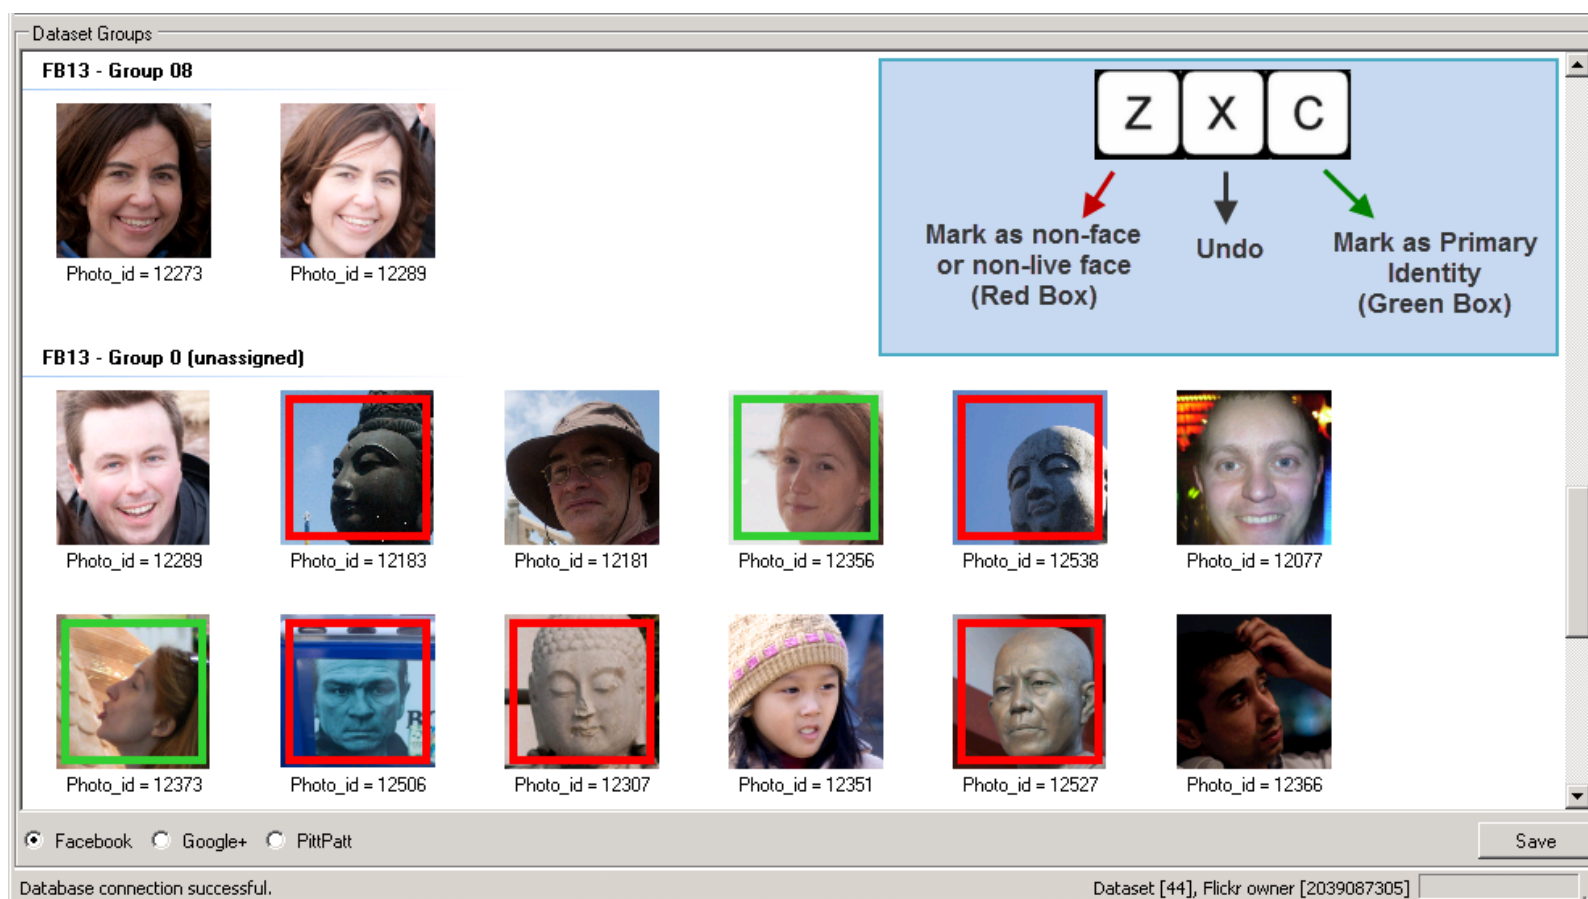 Dataset Groups
FB13 - Group 08
Z X C
Mark as non-face
or non-live face
(Red Box)
Undo
Mark as Primary
Identity
(Green Box)
Photo_id = 12273
Photo_id = 12289
FB13 - Group 0 (unassigned)
Photo_id = 12289
Photo_id = 12183
Photo_id = 12181
Photo_id = 12356
Photo_id = 12538
Photo_id = 12077
Photo_id = 12373
Photo_id = 12506
Photo_id = 12307
Photo_id = 12351
Photo_id = 12527
Photo_id = 12366
Facebook Google+ PittPatt
Save
Database connection successful.
Dataset [44], Flickr owner [2039087305]